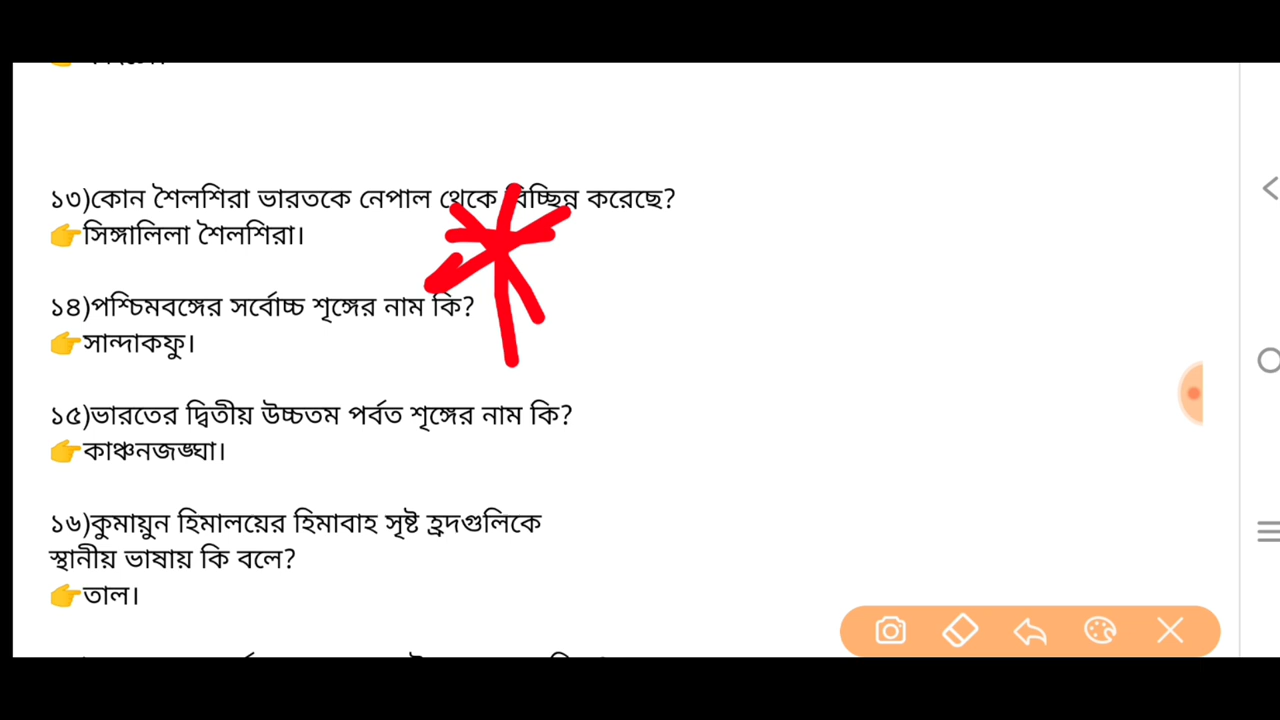 ১৩)কোন শৈলশিরা ভারতকে নেপাল থেকে বিচ্ছিন্ন করেছে?
👉সিঙ্গালিলা শৈলশিরা।
১৪)পশ্চিমবঙ্গের সর্বোচ্চ শৃঙ্গের নাম কি?
👉সান্দাকফু।
১৫)ভারতের দ্বিতীয় উচ্চতম পর্বত শৃঙ্গের নাম কি?
👉কাঞ্চনজঙ্ঘা।
১৬)কুমায়ুন হিমালয়ের হিমাবাহ সৃষ্ট হ্রদগুলিকে
স্থানীয় ভাষায় কি বলে?
👉তাল।